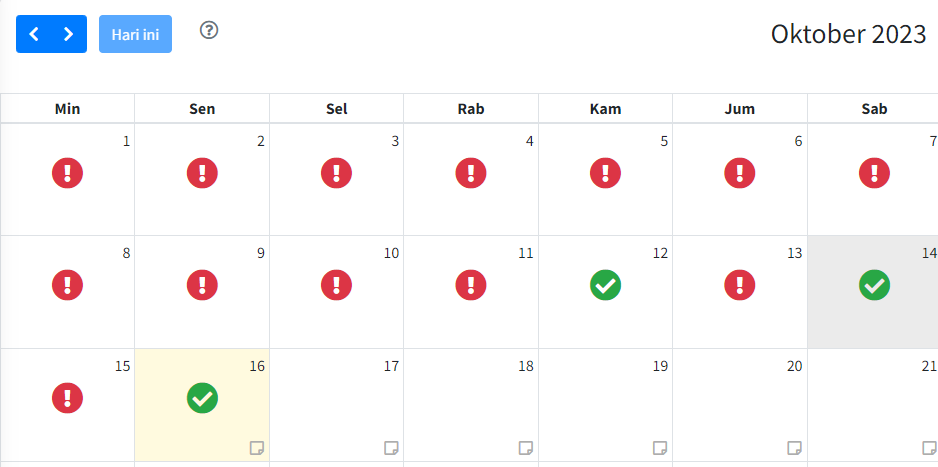 Hari ini
Oktober 2023
Min Sen Sel Rab Kam Jum Sab
1 2 3 4 5 6 7
8 9 10 11 12 13 14
15 16 17 18 19 20 21